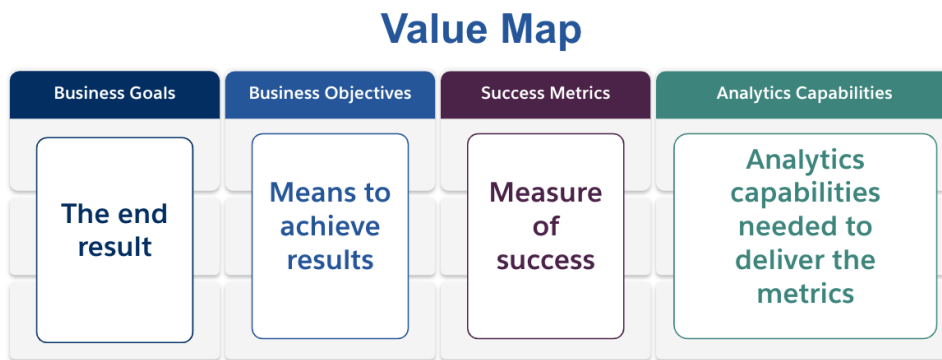 Value Map
Business Goals
Business Objectives
Success Metrics
Analytics Capabilities
The end
result
Means to
achieve
results
Measure
of
success
Analytics
capabilities
needed to
deliver the
metrics